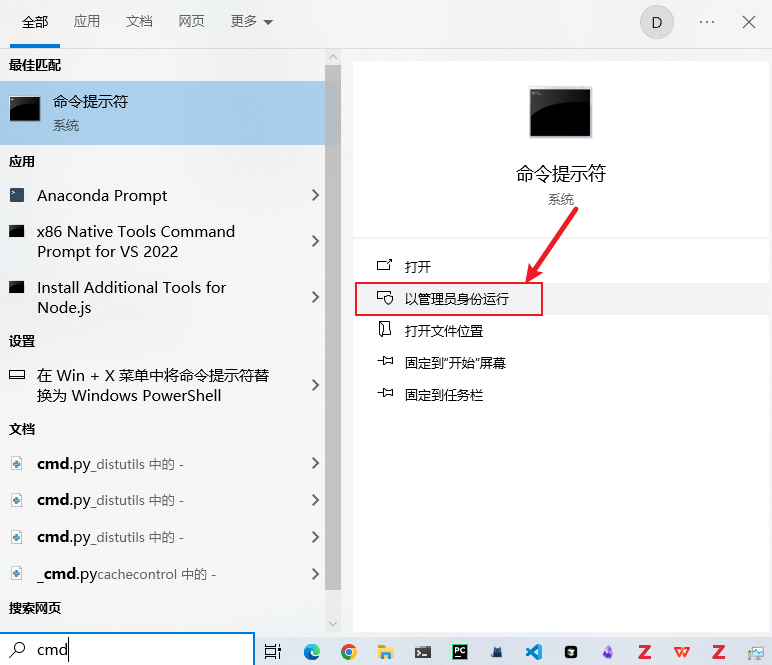 全部 应用 文档 网页 更多 D ···
最佳匹配
命令提示符
系统
应用
Anaconda Prompt
x86 Native Tools Command
Prompt for VS 2022
Install Additional Tools for
Node.js
设置
在 Win + X 菜单中将命令提示符替
换为 Windows PowerShell
文档
cmd.py_distutils 中的 -
cmd.py_distutils 中的 -
cmd.py_distutils 中的 -
_cmd.pycachecontrol 中的 -
搜索网页
cmd
命令提示符
系统
打开
以管理员身份运行
打开文件位置
固定到“开始”屏幕
固定到任务栏
PC
Z
W
Z